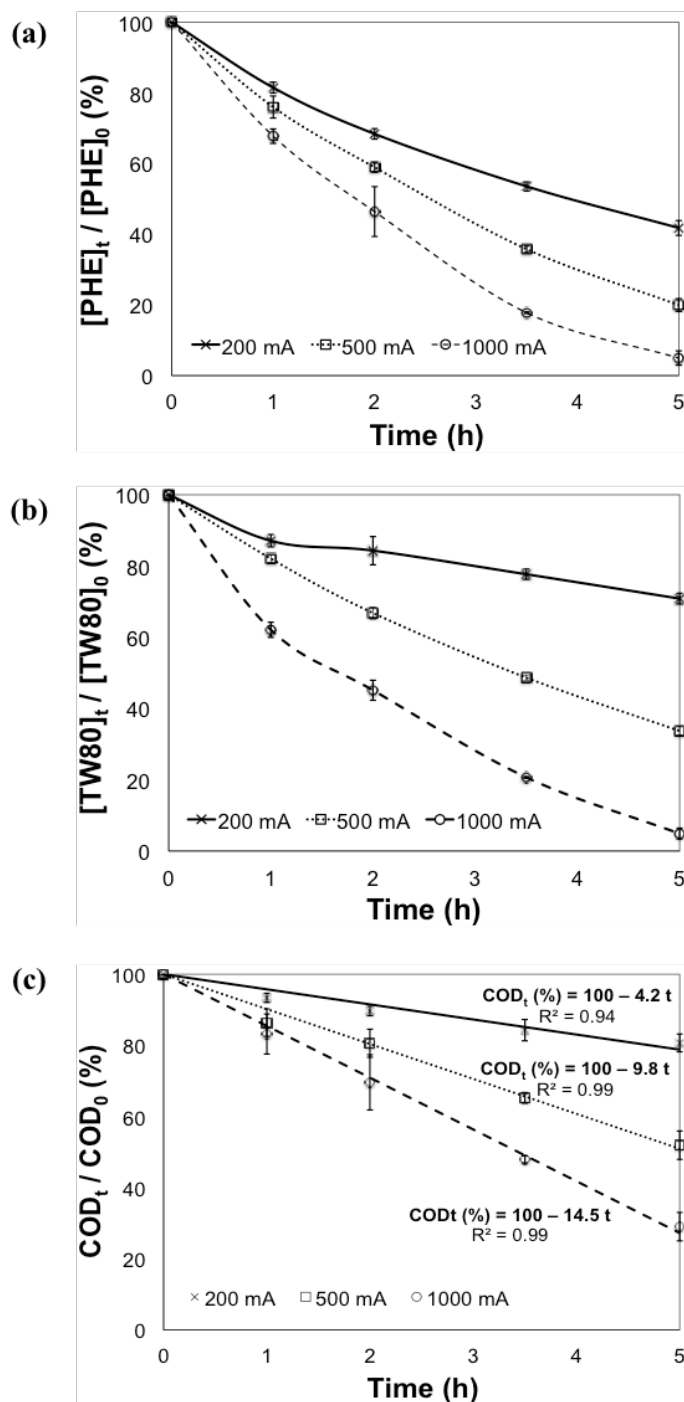 (a)
[PHE]t / [PHE]0 (%)
100
80
60
40
20
0
200 mA 500 mA 1000 mA
0 1 2 3 4 5
Time (h)
(b)
[TW80]t / [TW80]0 (%)
100
80
60
40
20
0
200 mA 500 mA 1000 mA
0 1 2 3 4 5
Time (h)
(c)
CODt / COD0 (%)
100
80
60
40
20
0
CODt (%) = 100 – 4.2 t
R² = 0.94
CODt (%) = 100 – 9.8 t
R² = 0.99
CODt (%) = 100 – 14.5 t
R² = 0.99
200 mA 500 mA 1000 mA
0 1 2 3 4 5
Time (h)